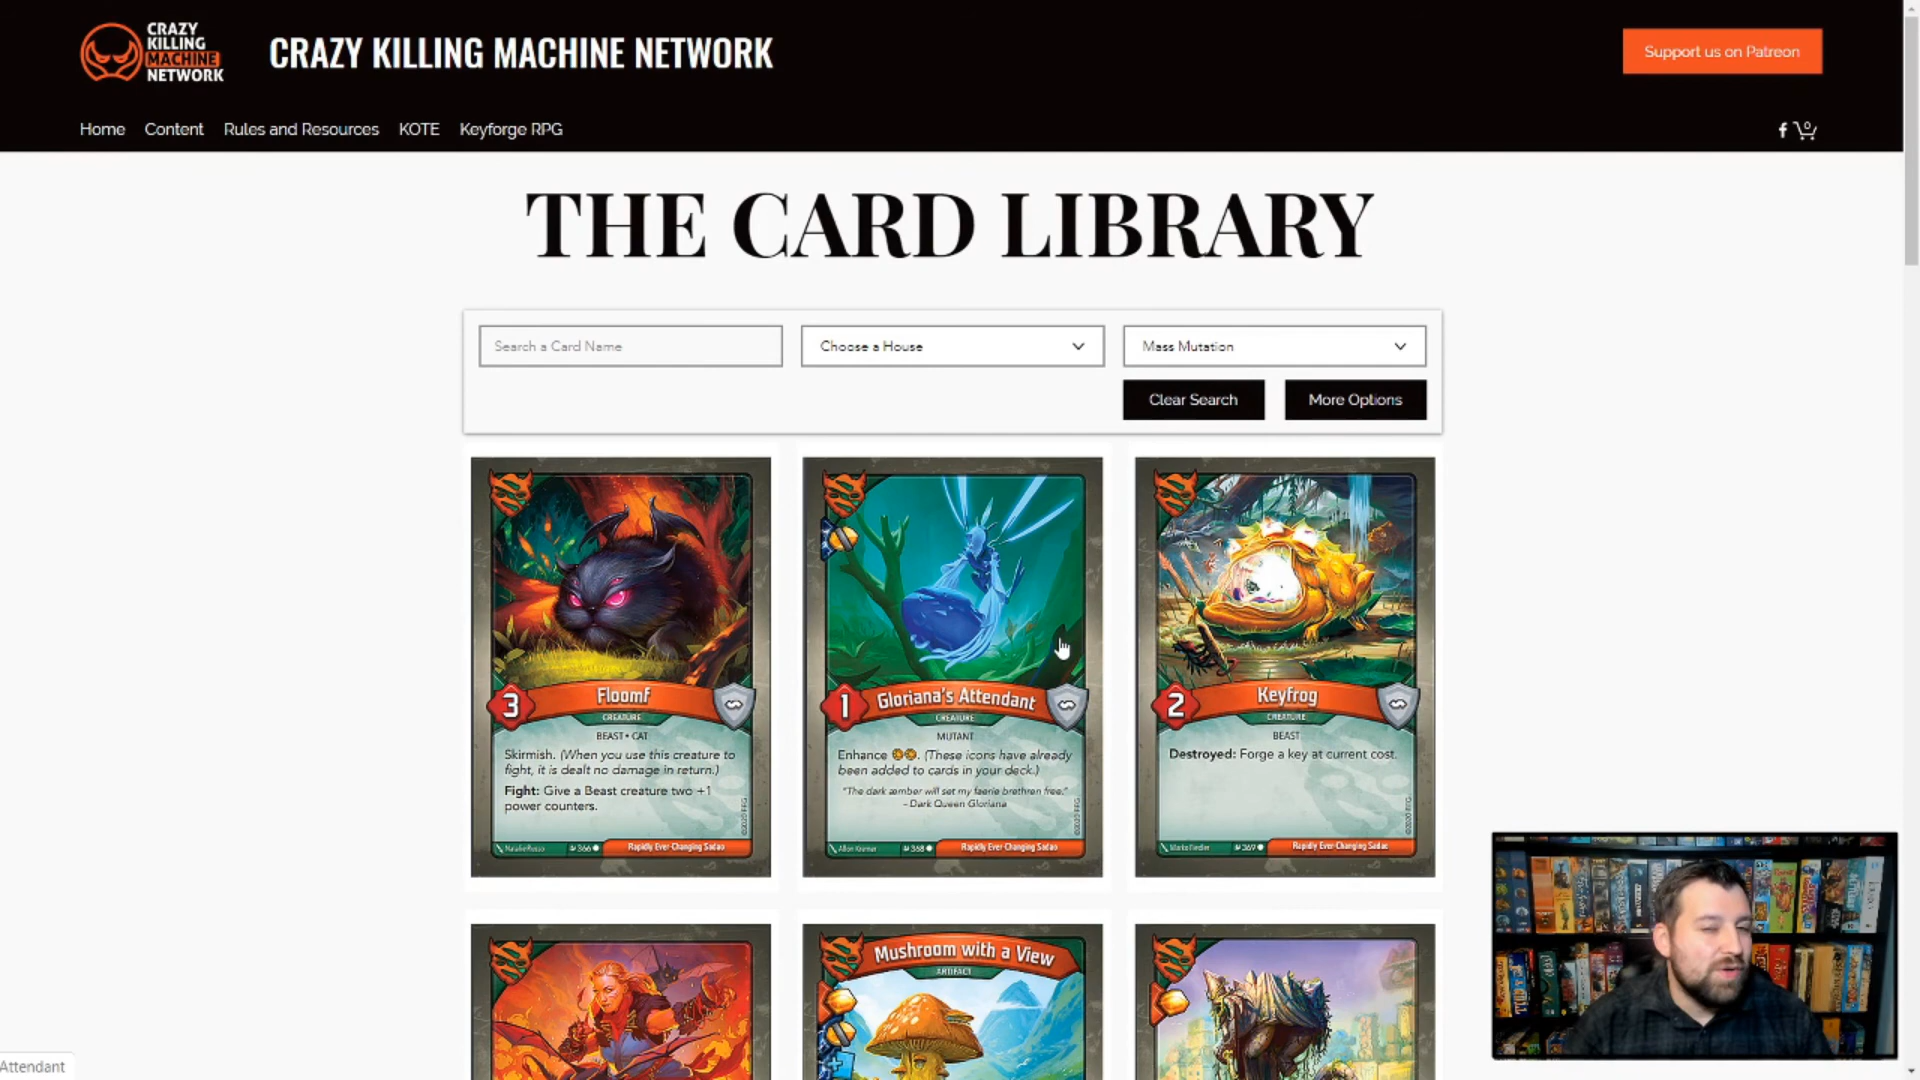 CRAZY
KILLING
MACHINE
NETWORK
CRAZY KILLING MACHINE NETWORK
Support us on Patreon
Home
Content
Rules and Resources
KOTE
Keyforge RPG
0
THE CARD LIBRARY
Search a Card Name
Choose a House
Mass Mutation
Clear Search
More Options
3
Floomf
CREATURE
BEAST • CAT
Skirmish. (When you use this creature to
fight, it is dealt no damage in return.)
Fight: Give a Beast creature two +1
power counters.
366
Rapidly Ever-Changing Sadao
1
Gloriana's Attendant
CREATURE
MUTANT
Enhance . (These icons have already
been added to cards in your deck.)
"The dark æmber will set my faerie brethren free."
– Dark Queen Gloriana
368
Rapidly Ever-Changing Sadao
2
Keyfrog
CREATURE
BEAST
Destroyed: Forge a key at current cost.
369
Rapidly Ever-Changing Sadao
Mushroom with a View
ARTIFACT
Attendant